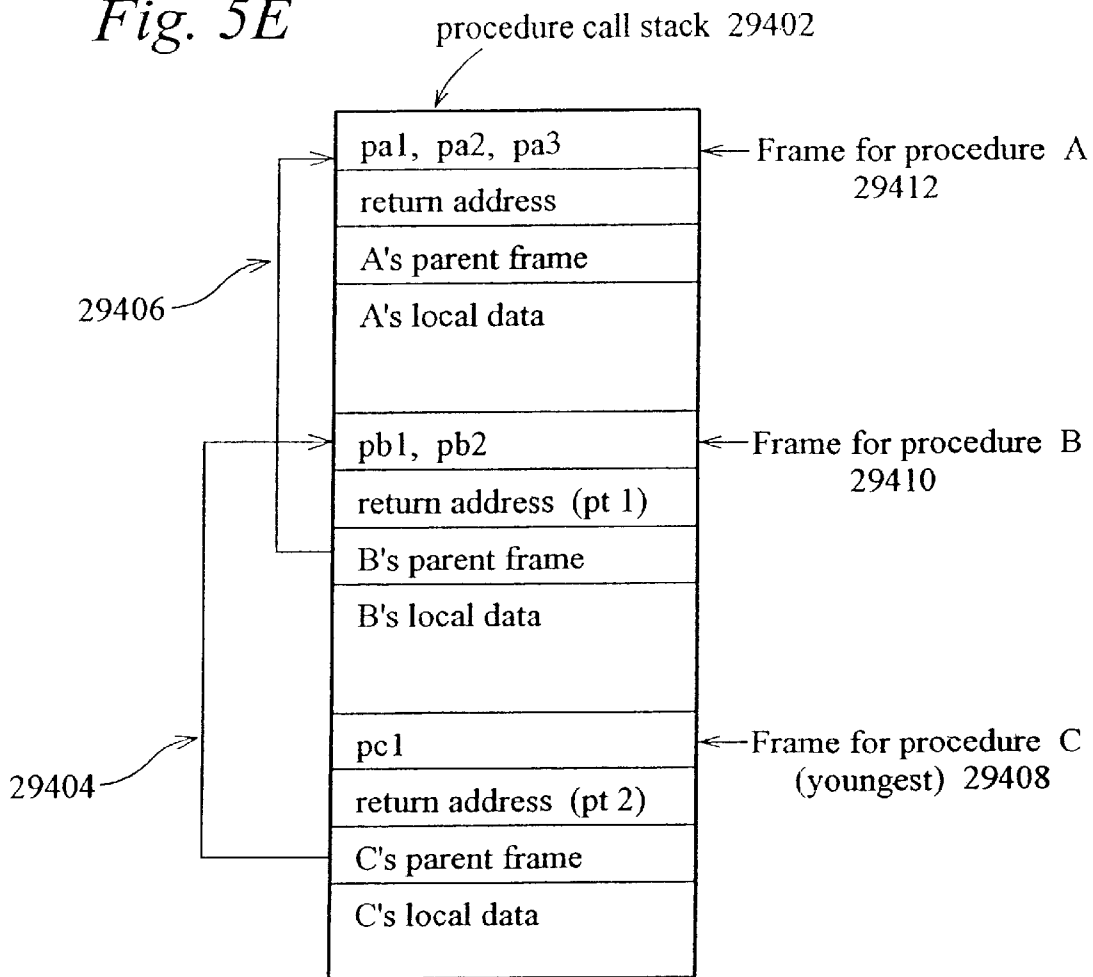 Fig. 5E
procedure call stack 29402
pa1, pa2, pa3
Frame for procedure A
29412
return address
A's parent frame
29406
A's local data
pb1, pb2
Frame for procedure B
29410
return address (pt 1)
B's parent frame
B's local data
pc1
Frame for procedure C
(youngest) 29408
29404
return address (pt 2)
C's parent frame
C's local data